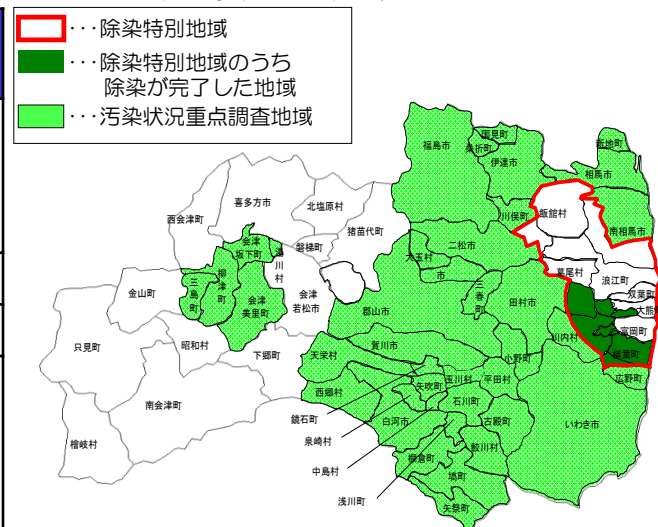 ・・・除染特別地域
・・・除染特別地域のうち
除染が完了した地域
・・・汚染状況重点調査地域
国見町
桑折町
福島市
伊達市
新地町
相馬市
喜多方市
北塩原村
西会津町
猪苗代町
川俣町
飯舘村
南相馬市
磐梯町
会津
坂下町
湯川村
二松市
大玉村
市
三春町
葛尾村
浪江町
双葉町
大熊
三島町
柳津町
会津
美里町
会津
若松市
金山町
田村市
郡山市
富岡町
川内村
楢葉町
昭和村
只見町
下郷町
天栄村
賀川市
小野町
広野町
玉川村
平田村
矢吹町
石川町
西郷村
南会津町
鏡石町
白河市
古殿町
いわき市
泉崎村
檜岐村
中島村
棚倉町
鮫川村
浅川町
塙町
矢祭町